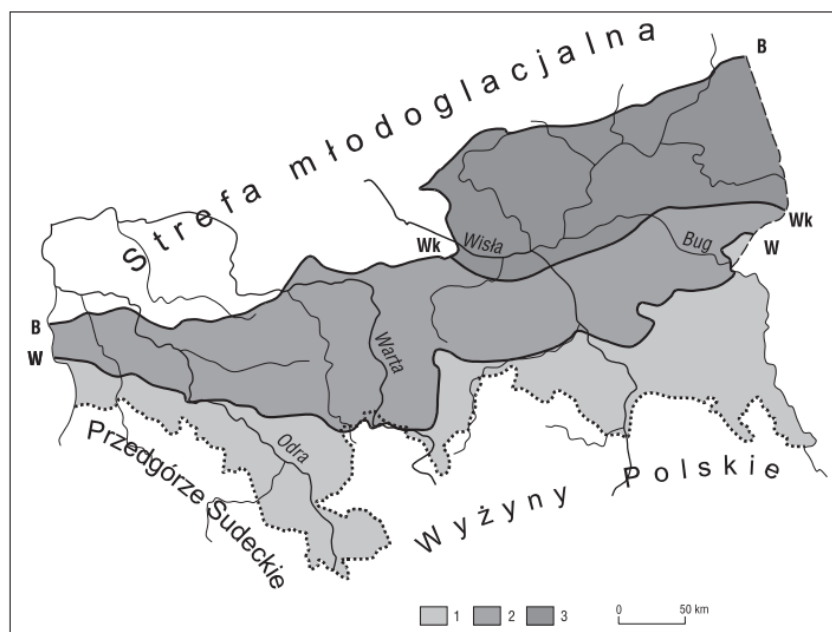 Strefa młodoglacjalna
B
Wk
Wk
Wisła
Bug
W
B
W
Warta
Odra
Przedgórze Sudeckie
Wyżyny Polskie
1 2 3 0 50 km